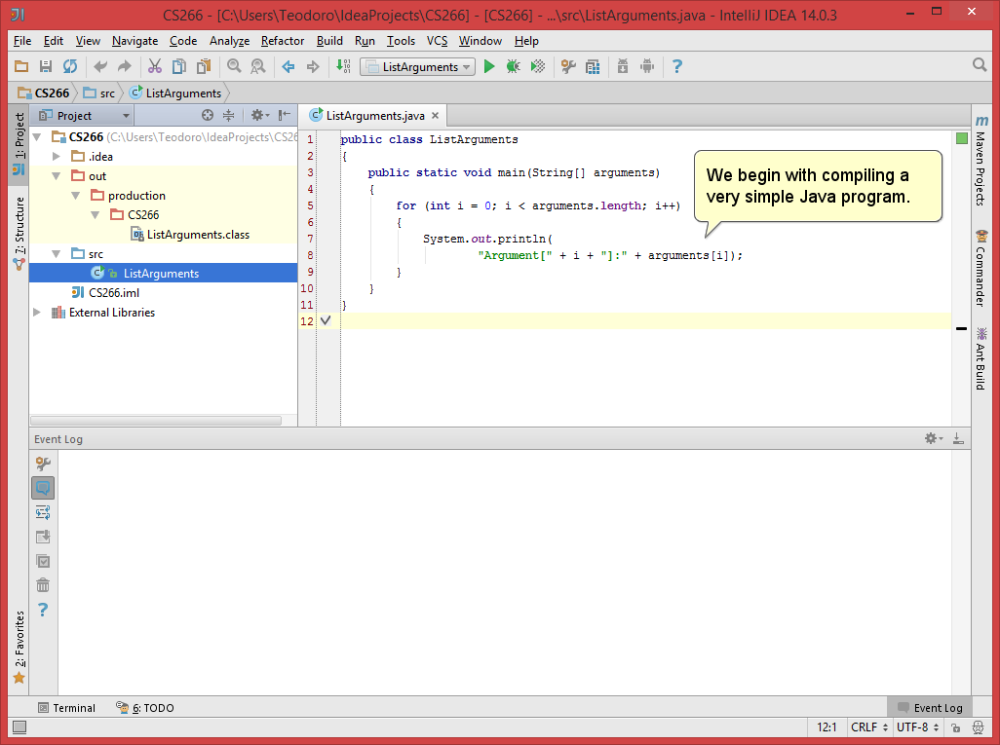 CS266 - [C:\Users\Teodoro\IdeaProjects\CS266] - [CS266] - ...\src\ListArguments.java - IntelliJ IDEA 14.0.3
File Edit View Navigate Code Analyze Refactor Build Run Tools VCS Window Help
ListArguments
CS266 src ListArguments
1: Project
7: Structure
2: Favorites
Project
CS266 (C:\Users\Teodoro\IdeaProjects\CS26
.idea
out
production
CS266
ListArguments.class
src
ListArguments
CS266.iml
External Libraries
ListArguments.java
1 public class ListArguments
2 {
3 public static void main(String[] arguments)
4 {
5 for (int i = 0; i < arguments.length; i++)
6 {
7 System.out.println(
8 "Argument[" + i + "]:" + arguments[i]);
9 }
10 }
11 }
12
We begin with compiling a
very simple Java program.
Maven Projects
Commander
Ant Build
Event Log
Terminal 6: TODO Event Log
12:1 CRLF UTF-8